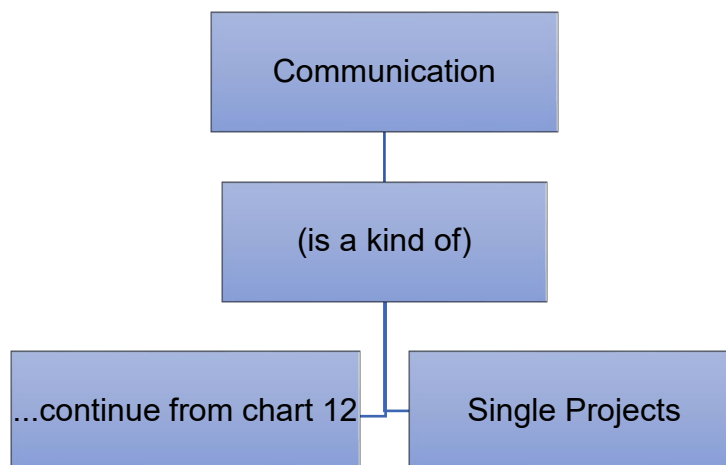 Communication
(is a kind of)
...continue from chart 12
Single Projects